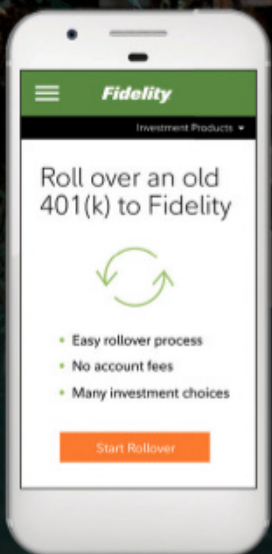 Fidelity
Investment Products
Roll over an old
401(k) to Fidelity
Easy rollover process
No account fees
Many investment choices
Start Rollover